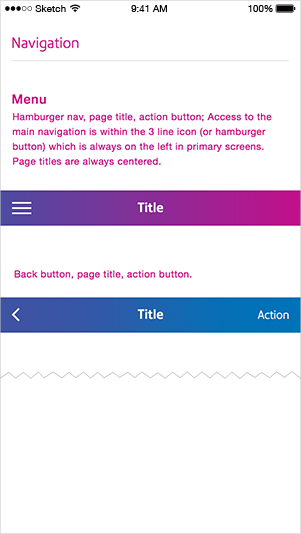 Sketch 9:41 AM 100%
Navigation
Menu
Hamburger nav, page title, action button; Access to the
main navigation is within the 3 line icon (or hamburger
button) which is always on the left in primary screens.
Page titles are always centered.
Title
Back button, page title, action button.
Title Action